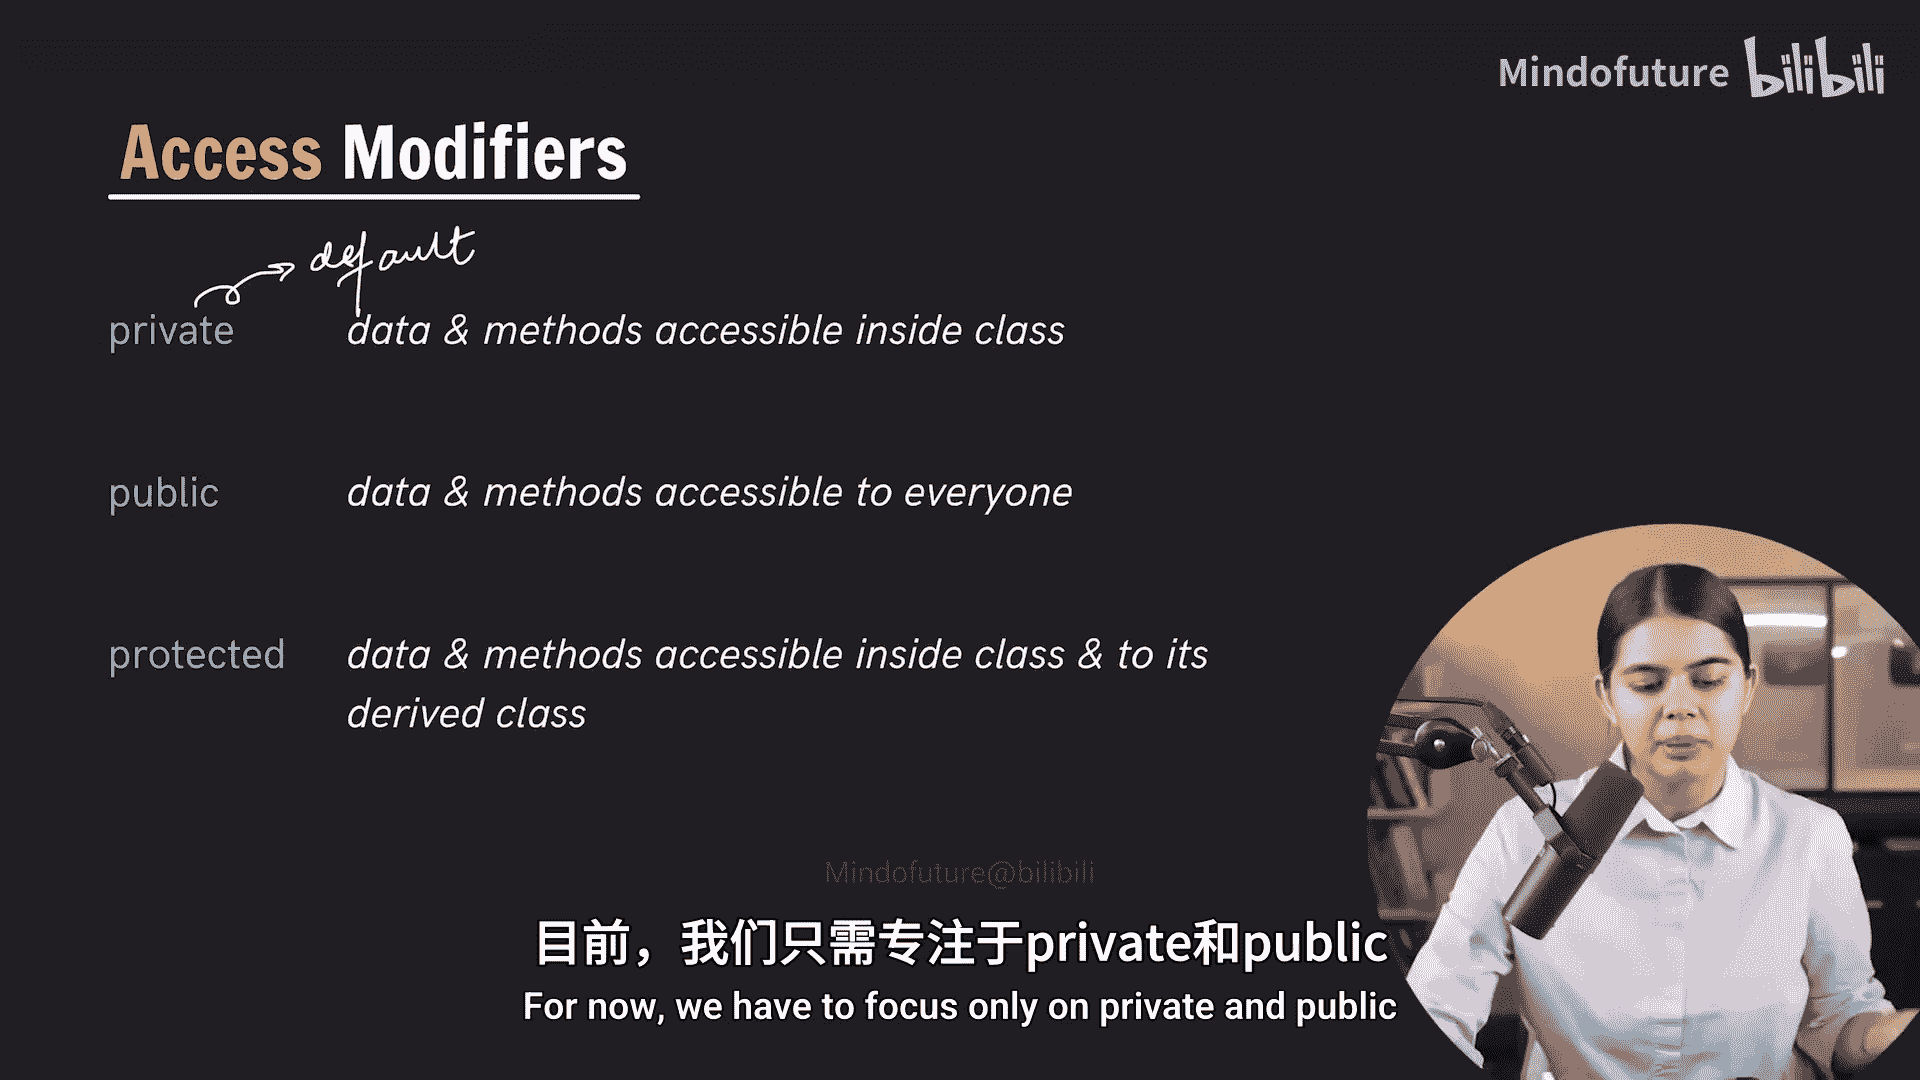 Mindofuture bilibili
Access Modifiers
default
private data & methods accessible inside class
public data & methods accessible to everyone
protected data & methods accessible inside class & to its
derived class
Mindofuture@bilibili
目前，我们只需专注于private和public
For now, we have to focus only on private and public